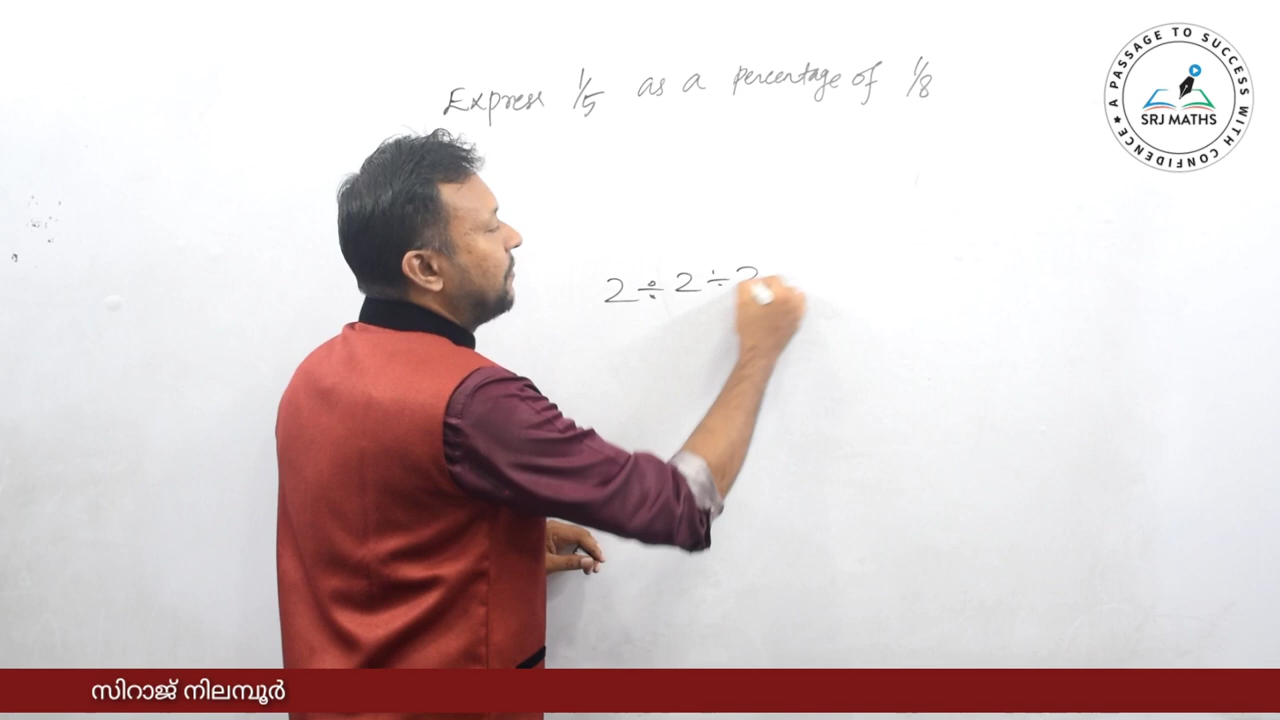 Express 1/5 as a percentage of 1/8
A PASSAGE TO SUCCESS WITH CONFIDENCE ★
SRJ MATHS
2 ÷ 2 ÷ 2
സിറാജ് നിലമ്പൂർ